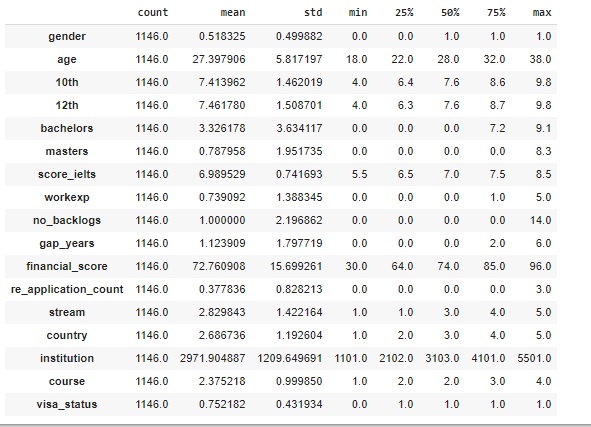 count mean std min 25% 50% 75% max
gender 1146.0 0.518325 0.499882 0.0 0.0 1.0 1.0 1.0
age 1146.0 27.397906 5.817197 18.0 22.0 28.0 32.0 38.0
10th 1146.0 7.413962 1.462019 4.0 6.4 7.6 8.6 9.8
12th 1146.0 7.461780 1.508701 4.0 6.3 7.6 8.7 9.8
bachelors 1146.0 3.326178 3.634117 0.0 0.0 0.0 7.2 9.1
masters 1146.0 0.787958 1.951735 0.0 0.0 0.0 0.0 8.3
score_ielts 1146.0 6.989529 0.741693 5.5 6.5 7.0 7.5 8.5
workexp 1146.0 0.739092 1.388345 0.0 0.0 0.0 1.0 5.0
no_backlogs 1146.0 1.000000 2.196862 0.0 0.0 0.0 0.0 14.0
gap_years 1146.0 1.123909 1.797719 0.0 0.0 0.0 2.0 6.0
financial_score 1146.0 72.760908 15.699261 30.0 64.0 74.0 85.0 96.0
re_application_count 1146.0 0.377836 0.828213 0.0 0.0 0.0 0.0 3.0
stream 1146.0 2.829843 1.422164 1.0 1.0 3.0 4.0 5.0
country 1146.0 2.686736 1.192604 1.0 2.0 3.0 4.0 5.0
institution 1146.0 2971.904887 1209.649691 1101.0 2102.0 3103.0 4101.0 5501.0
course 1146.0 2.375218 0.999850 1.0 2.0 2.0 3.0 4.0
visa_status 1146.0 0.752182 0.431934 0.0 1.0 1.0 1.0 1.0